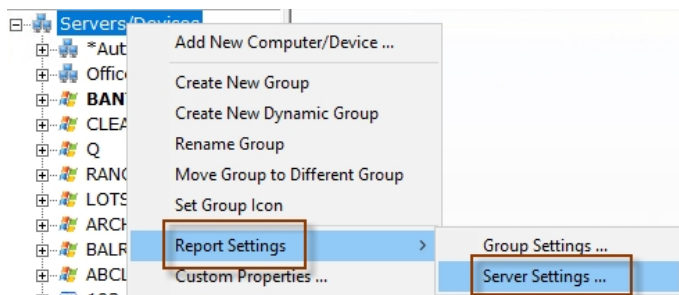 Servers/Devices
*Aut
Add New Computer/Device ...
Offic
Create New Group
BAN
Create New Dynamic Group
CLEA
Rename Group
Q
Move Group to Different Group
RANG
Set Group Icon
LOTS
ARCH
Report Settings
Group Settings ...
BALR
Custom Properties ...
Server Settings ...
ABCL